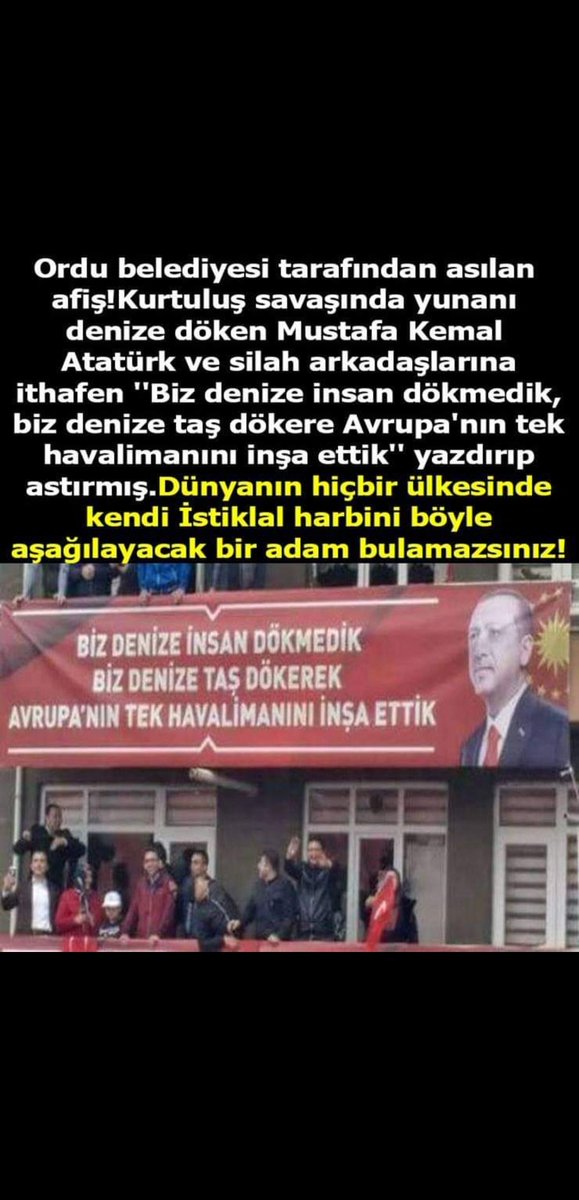 Ordu belediyesi tarafından asılan
afiş!Kurtuluş savaşında yunanı
denize döken Mustafa Kemal
Atatürk ve silah arkadaşlarına
ithafen "Biz denize insan dökmedik,
biz denize taş dökere Avrupa'nın tek
havalimanını inşa ettik" yazdırıp
astırmış.Dünyanın hiçbir ülkesinde
kendi İstiklal harbini böyle
aşağılayacak bir adam bulamazsınız!
BİZ DENİZE İNSAN DÖKMEDİK
BİZ DENİZE TAŞ DÖKEREK
AVRUPA'NIN TEK HAVALİMANINI İNŞA ETTİK